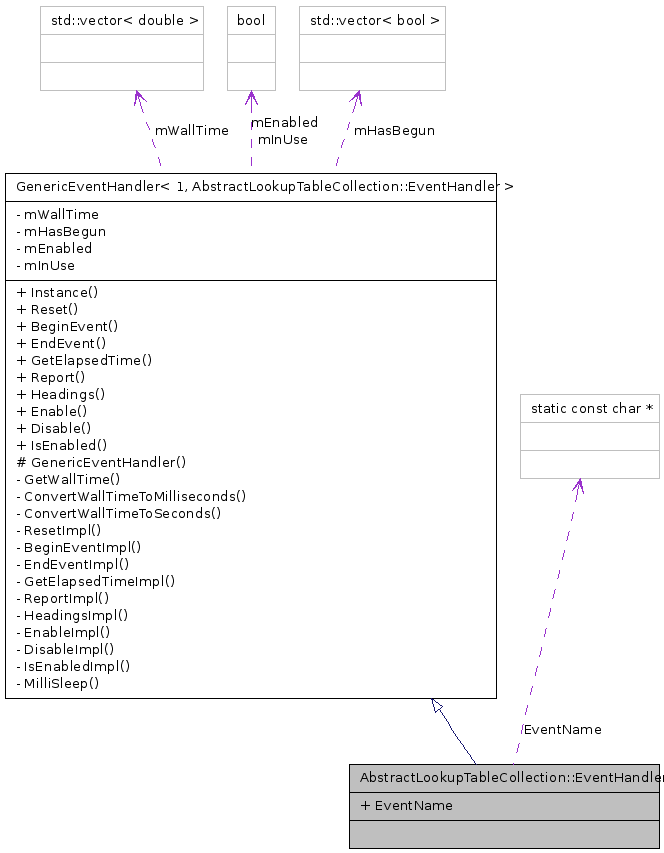 std::vector< double >
bool
std::vector< bool >
mWallTime
mEnabled
mInUse
mHasBegun
GenericEventHandler< 1, AbstractLookupTableCollection::EventHandler >
- mWallTime
- mHasBegun
- mEnabled
- mInUse
+ Instance()
+ Reset()
+ BeginEvent()
+ EndEvent()
+ GetElapsedTime()
+ Report()
+ Headings()
+ Enable()
+ Disable()
+ IsEnabled()
# GenericEventHandler()
- GetWallTime()
- ConvertWallTimeToMilliseconds()
- ConvertWallTimeToSeconds()
- ResetImpl()
- BeginEventImpl()
- EndEventImpl()
- GetElapsedTimeImpl()
- ReportImpl()
- HeadingsImpl()
- EnableImpl()
- DisableImpl()
- IsEnabledImpl()
- MilliSleep()
static const char *
EventName
AbstractLookupTableCollection::EventHandler
+ EventName